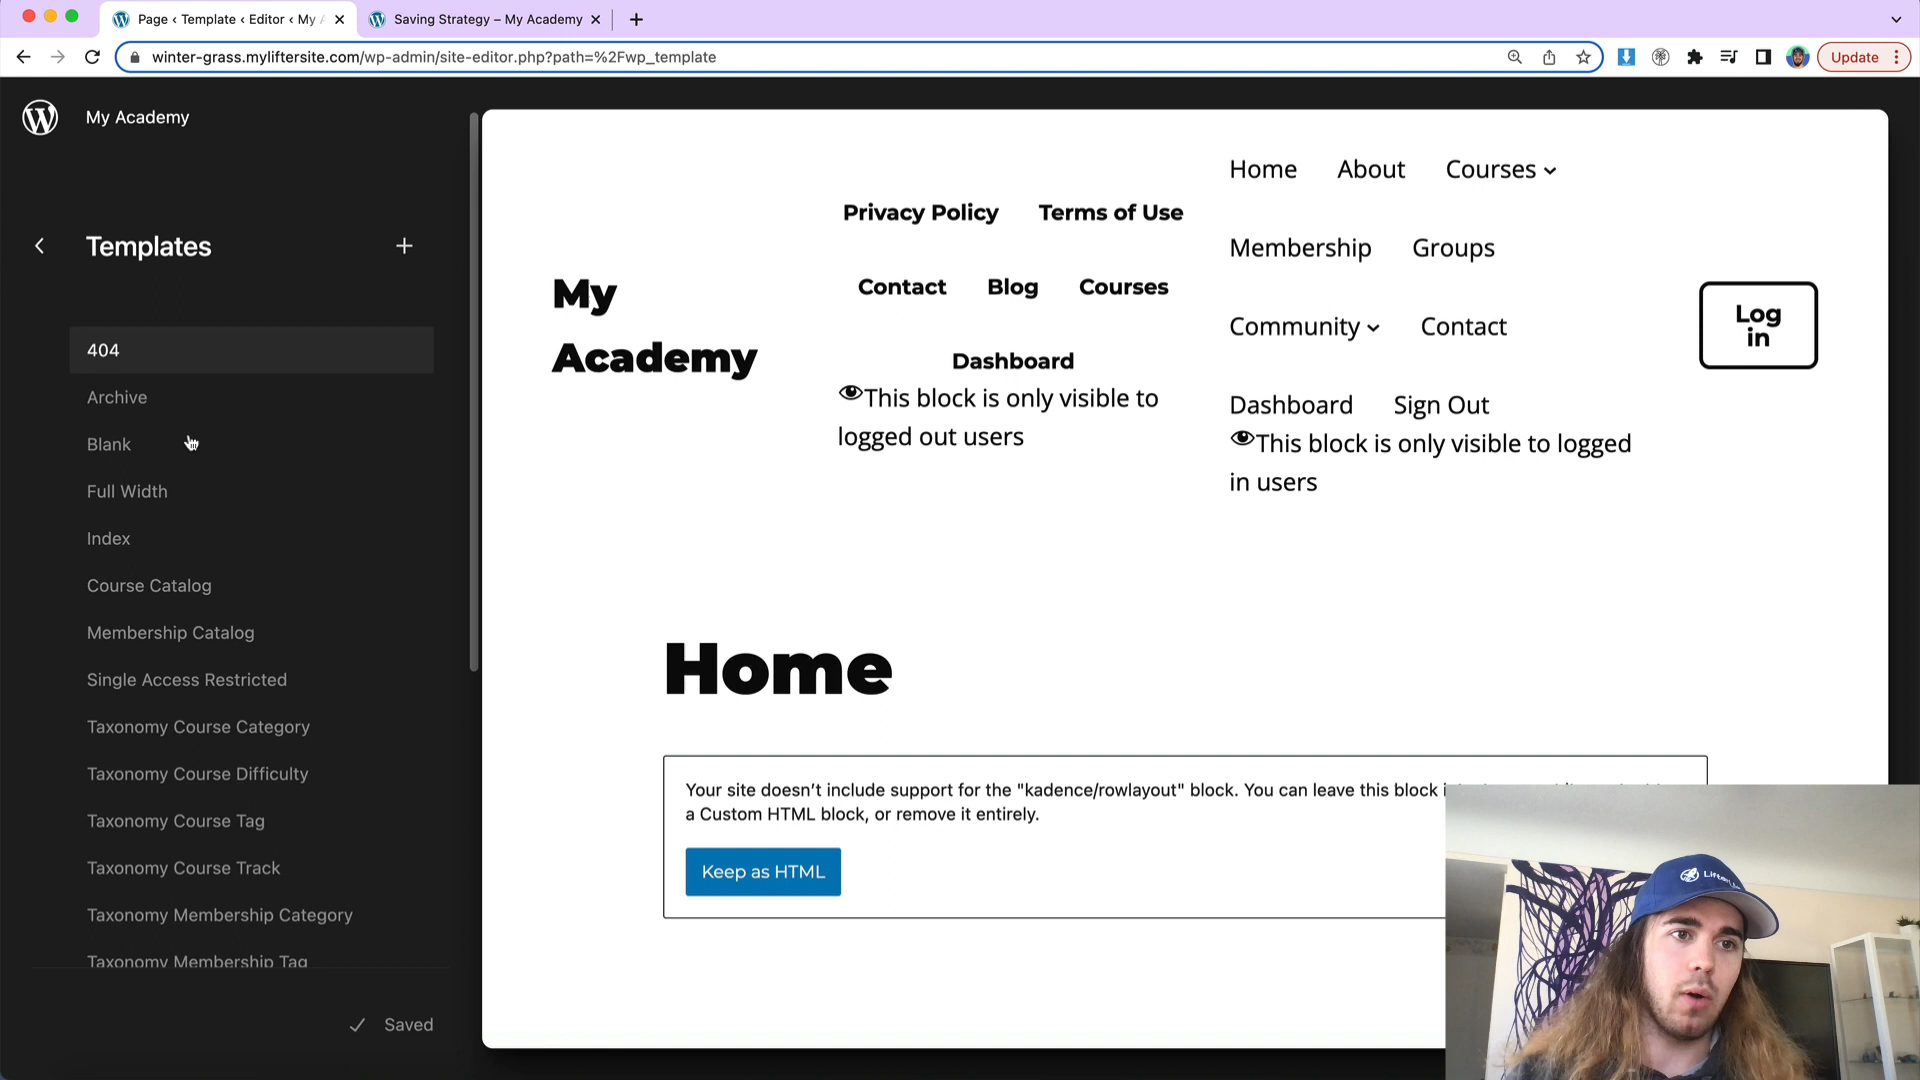 Page ‹ Template ‹ Editor ‹ My A
Saving Strategy – My Academy
winter-grass.myliftersite.com/wp-admin/site-editor.php?path=%2Fwp_template
Update
My Academy
Templates
404
Archive
Blank
Full Width
Index
Course Catalog
Membership Catalog
Single Access Restricted
Taxonomy Course Category
Taxonomy Course Difficulty
Taxonomy Course Tag
Taxonomy Course Track
Taxonomy Membership Category
Taxonomy Membership Tag
Saved
My
Academy
Privacy Policy Terms of Use
Contact Blog Courses
Dashboard
This block is only visible to
logged out users
Home About Courses
Membership Groups
Community Contact
Dashboard Sign Out
This block is only visible to logged
in users
Log
in
Home
Your site doesn’t include support for the "kadence/rowlayout" block. You can leave this block
a Custom HTML block, or remove it entirely.
Keep as HTML